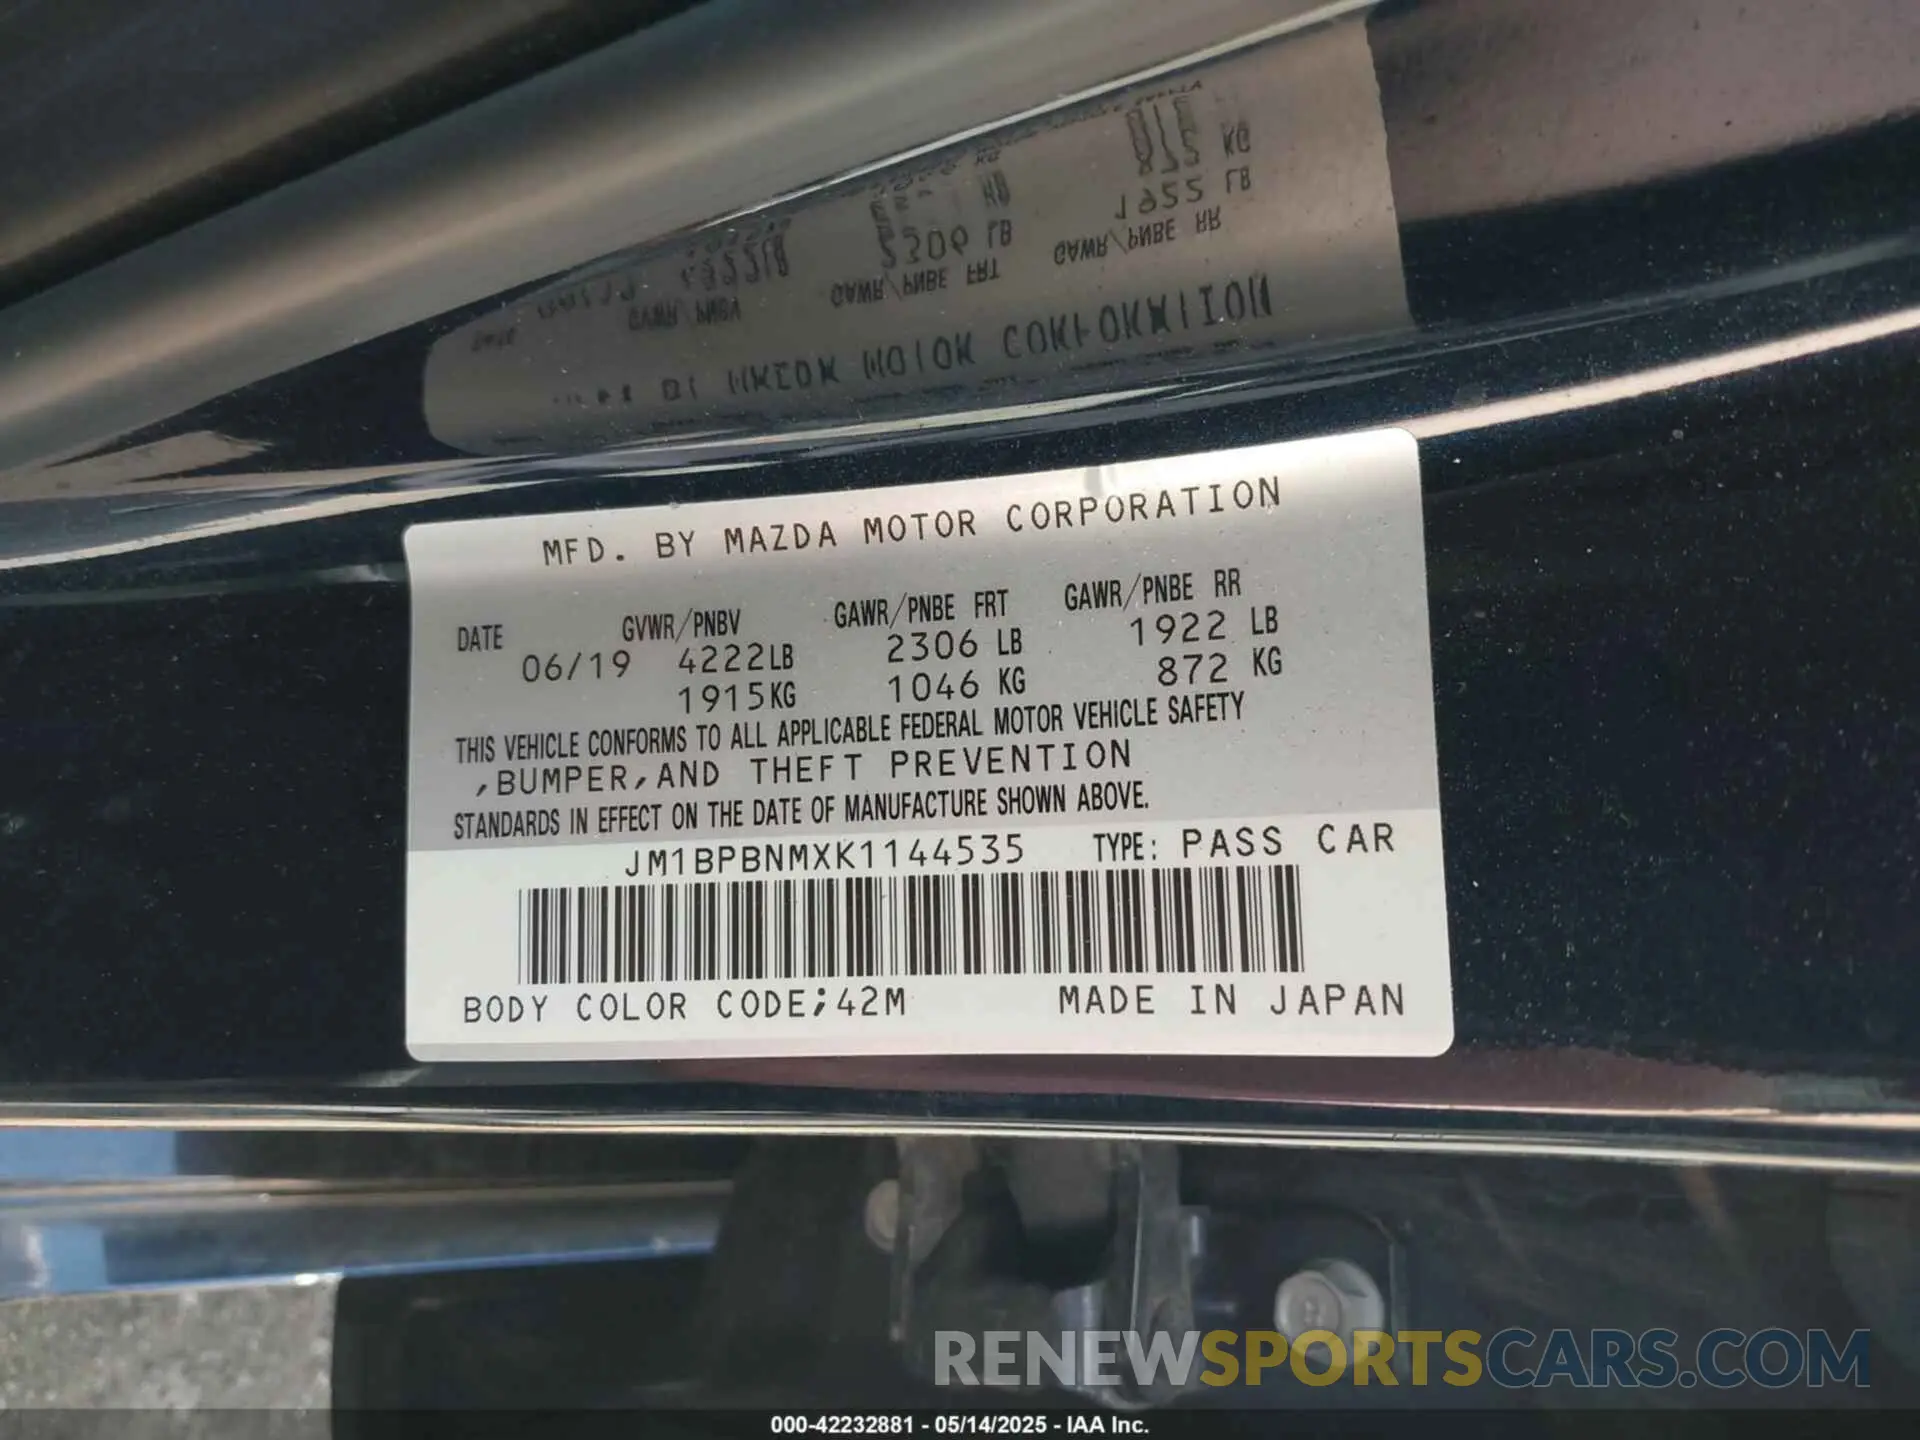 MFD. BY MAZDA MOTOR CORPORATION
DATE GVWR/PNBV GAWR/PNBE FRT GAWR/PNBE RR
06/19 4222LB 2306 LB 1922 LB
1915KG 1046 KG 872 KG
THIS VEHICLE CONFORMS TO ALL APPLICABLE FEDERAL MOTOR VEHICLE SAFETY
,BUMPER,AND THEFT PREVENTION
STANDARDS IN EFFECT ON THE DATE OF MANUFACTURE SHOWN ABOVE.
JM1BPBNMXK1144535 TYPE: PASS CAR
BODY COLOR CODE;42M MADE IN JAPAN
RENEWSPORTSCARS.COM
000-42232881 - 05/14/2025 - IAA Inc.